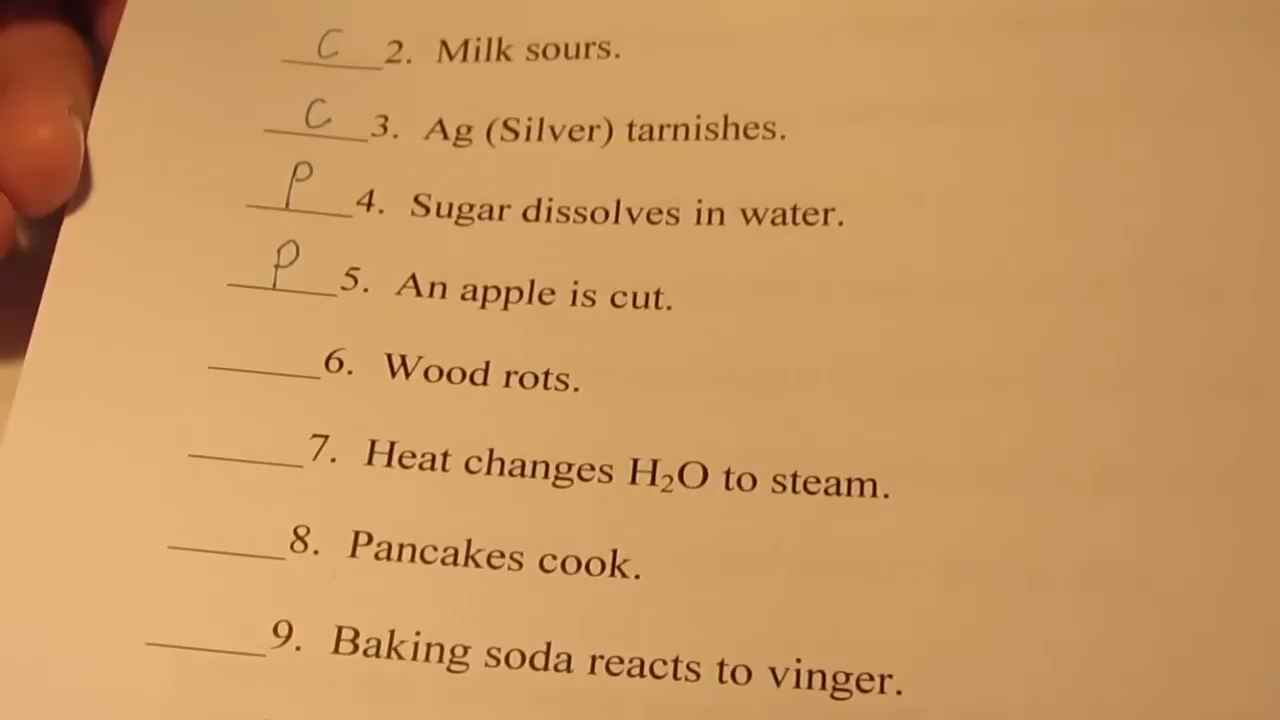 C 2. Milk sours.
C 3. Ag (Silver) tarnishes.
P 4. Sugar dissolves in water.
P 5. An apple is cut.
6. Wood rots.
7. Heat changes H₂O to steam.
8. Pancakes cook.
9. Baking soda reacts to vinger.